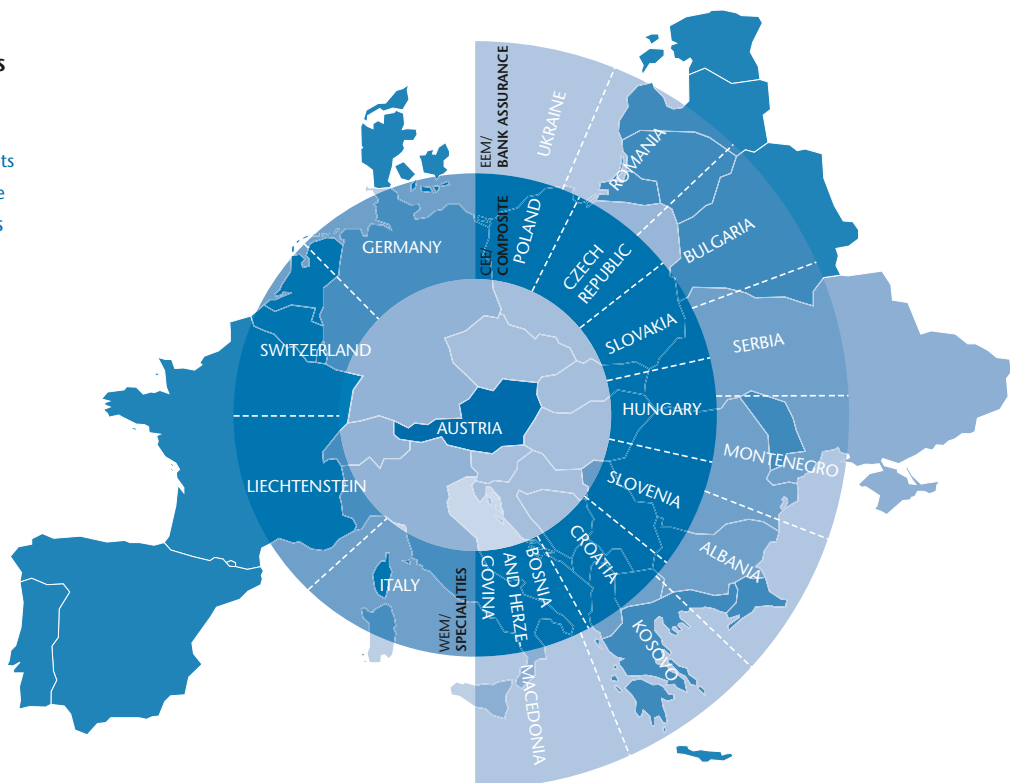 s
ts
e
s
EEM/
BANK ASSURANCE
UKRAINE
ROMANIA
BULGARIA
SERBIA
MONTENEGRO
ALBANIA
KOSOVO
MACEDONIA
CEE/
COMPOSITE
POLAND
CZECH
REPUBLIC
SLOVAKIA
HUNGARY
SLOVENIA
CROATIA
BOSNIA
AND HERZE-
GOVINA
WEM/
SPECIALITIES
GERMANY
SWITZERLAND
LIECHTENSTEIN
ITALY
AUSTRIA